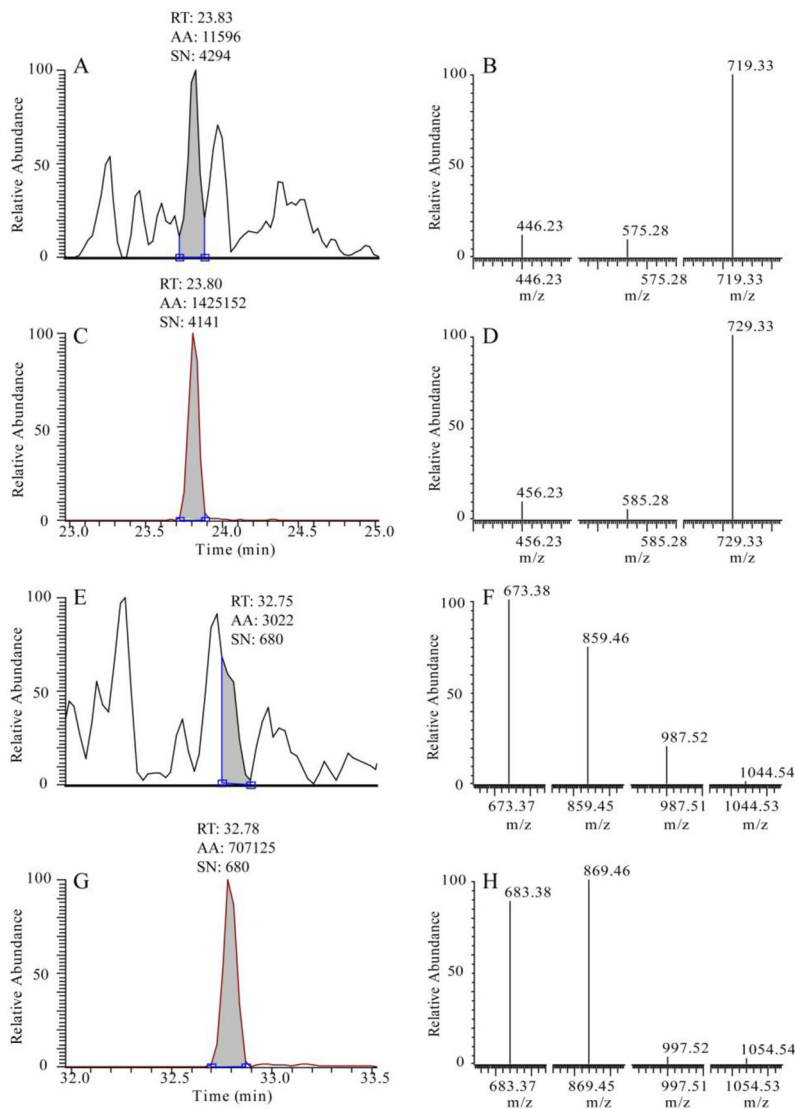 RT: 23.83
AA: 11596
SN: 4294
A
Relative Abundance
100
50
0
B
Relative Abundance
100
50
0
446.23
575.28
719.33
446.23
575.28
719.33
m/z
m/z
m/z
RT: 23.80
AA: 1425152
SN: 4141
C
Relative Abundance
100
50
0
23.0
23.5
24.0
24.5
25.0
Time (min)
D
Relative Abundance
100
50
0
456.23
585.28
729.33
456.23
585.28
729.33
m/z
m/z
m/z
RT: 32.75
AA: 3022
SN: 680
E
Relative Abundance
100
50
0
F
Relative Abundance
100
50
0
673.38
859.46
987.52
1044.54
673.37
859.45
987.51
1044.53
m/z
m/z
m/z
m/z
RT: 32.78
AA: 707125
SN: 680
G
Relative Abundance
100
50
0
32.0
32.5
33.0
33.5
Time (min)
H
Relative Abundance
100
50
0
683.38
869.46
997.52
1054.54
683.37
869.45
997.51
1054.53
m/z
m/z
m/z
m/z